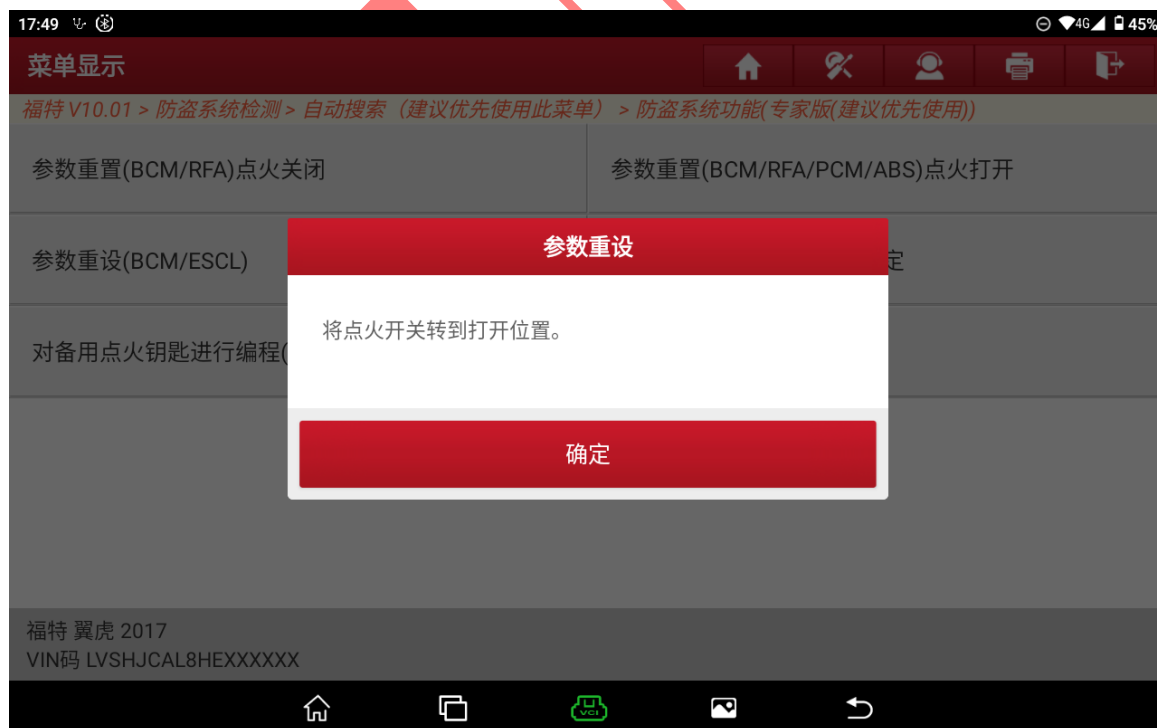 17:49 4G 45%
菜单显示
福特 V10.01 > 防盗系统检测 > 自动搜索（建议优先使用此菜单） > 防盗系统功能(专家版(建议优先使用))
参数重置(BCM/RFA)点火关闭
参数重置(BCM/RFA/PCM/ABS)点火打开
参数重设
参数重设(BCM/ESCL)
定
将点火开关转到打开位置。
对备用点火钥匙进行编程(
确定
福特 翼虎 2017
VIN码 LVSHJCAL8HEXXXXXX
VCI